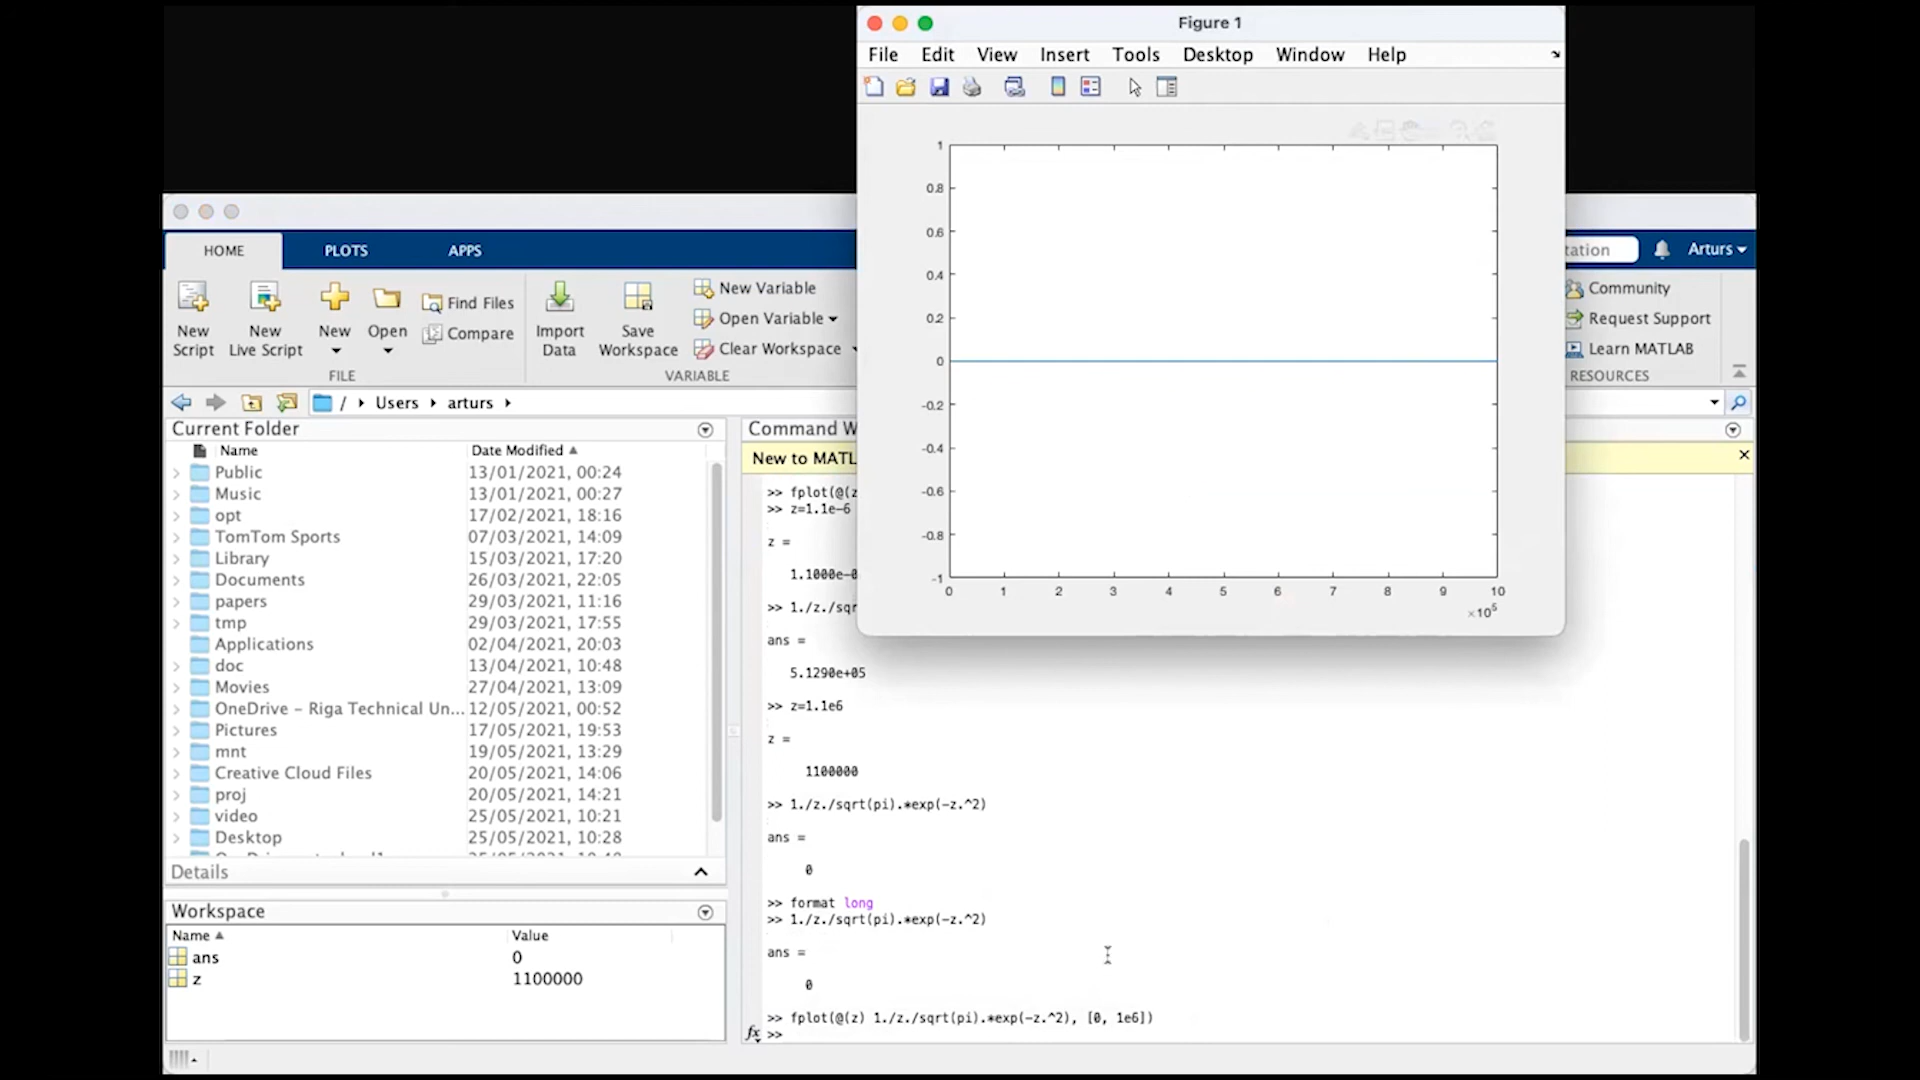 Figure 1
File Edit View Insert Tools Desktop Window Help
1
0.8
0.6
0.4
0.2
0
-0.2
-0.4
-0.6
-0.8
-1
0 1 2 3 4 5 6 7 8 9 10
×10⁵
HOME PLOTS APPS
Arturs
New Script
New Live Script
New
Open
Find Files
Compare
FILE
Import Data
Save Workspace
New Variable
Open Variable
Clear Workspace
VARIABLE
Community
Request Support
Learn MATLAB
RESOURCES
/ Users arturs
Current Folder
Name Date Modified
Public 13/01/2021, 00:24
Music 13/01/2021, 00:27
opt 17/02/2021, 18:16
TomTom Sports 07/03/2021, 14:09
Library 15/03/2021, 17:20
Documents 26/03/2021, 22:05
papers 29/03/2021, 11:16
tmp 29/03/2021, 17:55
Applications 02/04/2021, 20:03
doc 13/04/2021, 10:48
Movies 27/04/2021, 13:09
OneDrive – Riga Technical Un... 12/05/2021, 00:52
Pictures 17/05/2021, 19:53
mnt 19/05/2021, 13:29
Creative Cloud Files 20/05/2021, 14:06
proj 20/05/2021, 14:21
video 25/05/2021, 10:21
Desktop 25/05/2021, 10:28
Details
Workspace
Name Value
ans 0
z 1100000
Command W
New to MATL
>> fplot(@(z
>> z=1.1e-6
z =
1.1000e-0
>> 1./z./sqr
ans =
5.1290e+05
>> z=1.1e6
z =
1100000
>> 1./z./sqrt(pi).*exp(-z.^2)
ans =
0
>> format long
>> 1./z./sqrt(pi).*exp(-z.^2)
ans =
0
>> fplot(@(z) 1./z./sqrt(pi).*exp(-z.^2), [0, 1e6])
fx >>